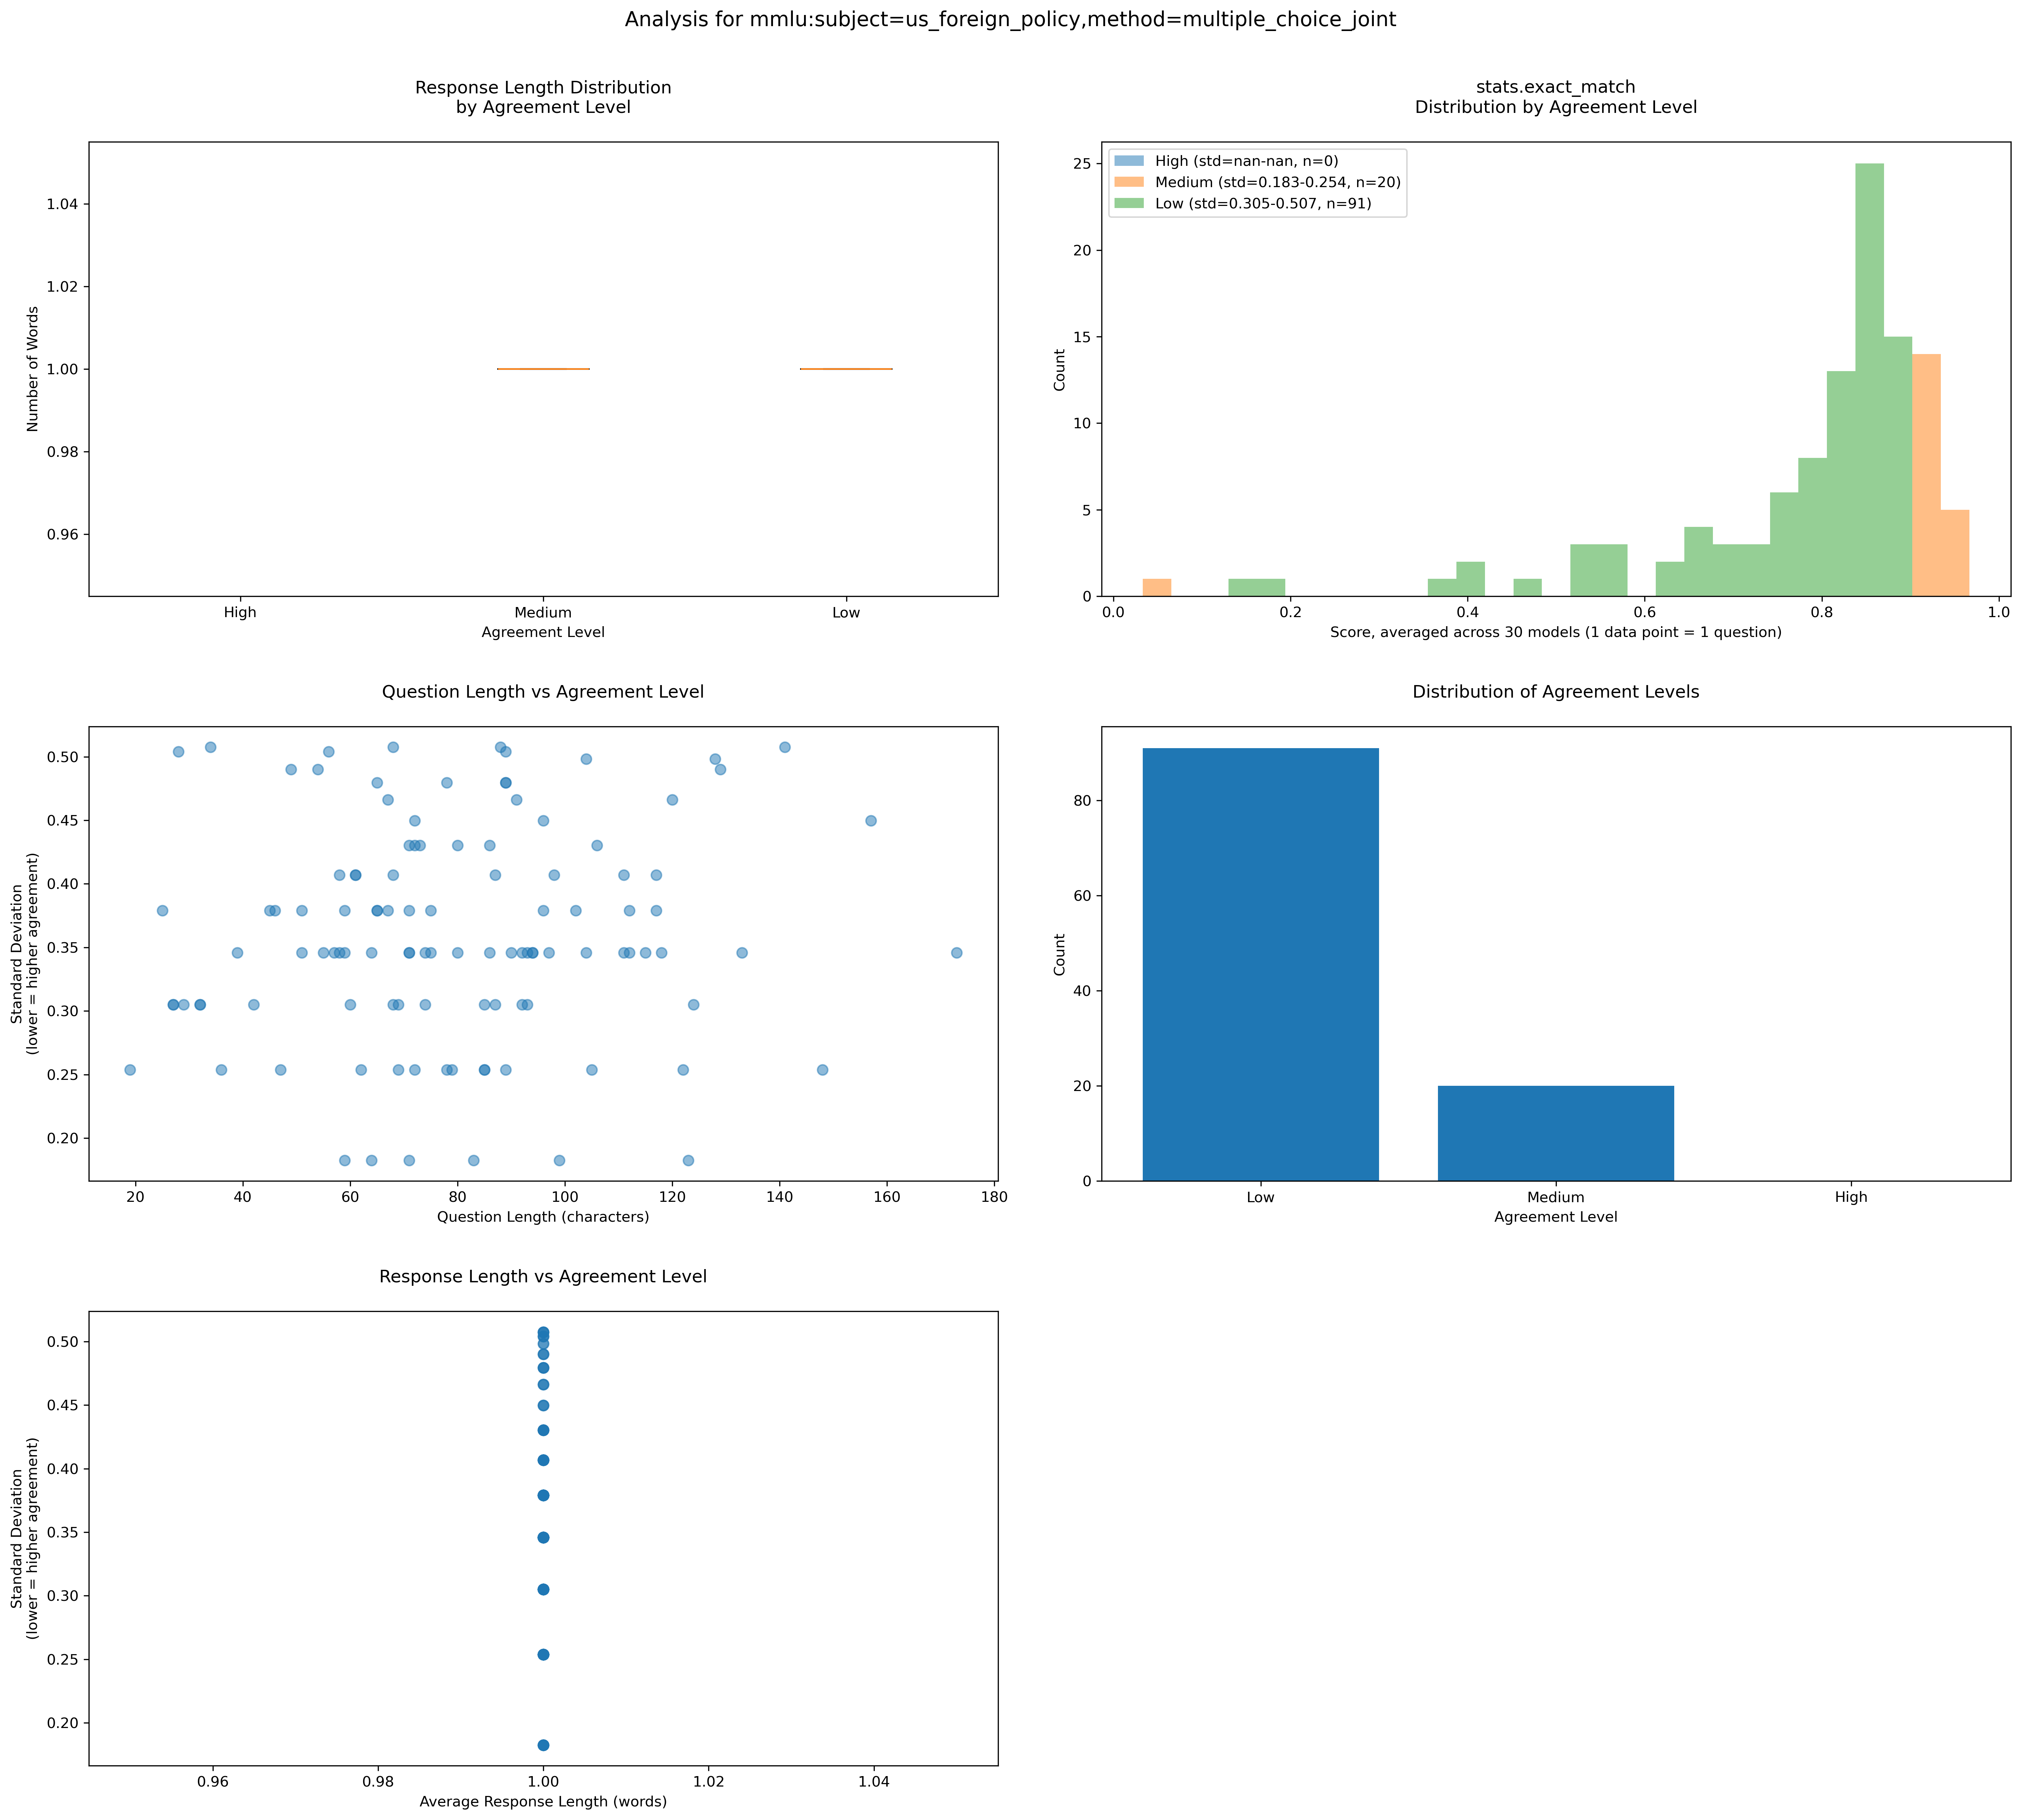 Analysis for mmlu:subject=us_foreign_policy,method=multiple_choice_joint
Response Length Distribution
by Agreement Level
1.04
1.02
1.00
0.98
0.96
Number of Words
High
Medium
Low
Agreement Level
stats.exact_match
Distribution by Agreement Level
High (std=nan-nan, n=0)
Medium (std=0.183-0.254, n=20)
Low (std=0.305-0.507, n=91)
25
20
15
10
5
0
Count
0.0
0.2
0.4
0.6
0.8
1.0
Score, averaged across 30 models (1 data point = 1 question)
Question Length vs Agreement Level
0.50
0.45
0.40
0.35
0.30
0.25
0.20
Standard Deviation
(lower = higher agreement)
20
40
60
80
100
120
140
160
180
Question Length (characters)
Distribution of Agreement Levels
80
60
40
20
0
Count
Low
Medium
High
Agreement Level
Response Length vs Agreement Level
0.50
0.45
0.40
0.35
0.30
0.25
0.20
Standard Deviation
(lower = higher agreement)
0.96
0.98
1.00
1.02
1.04
Average Response Length (words)